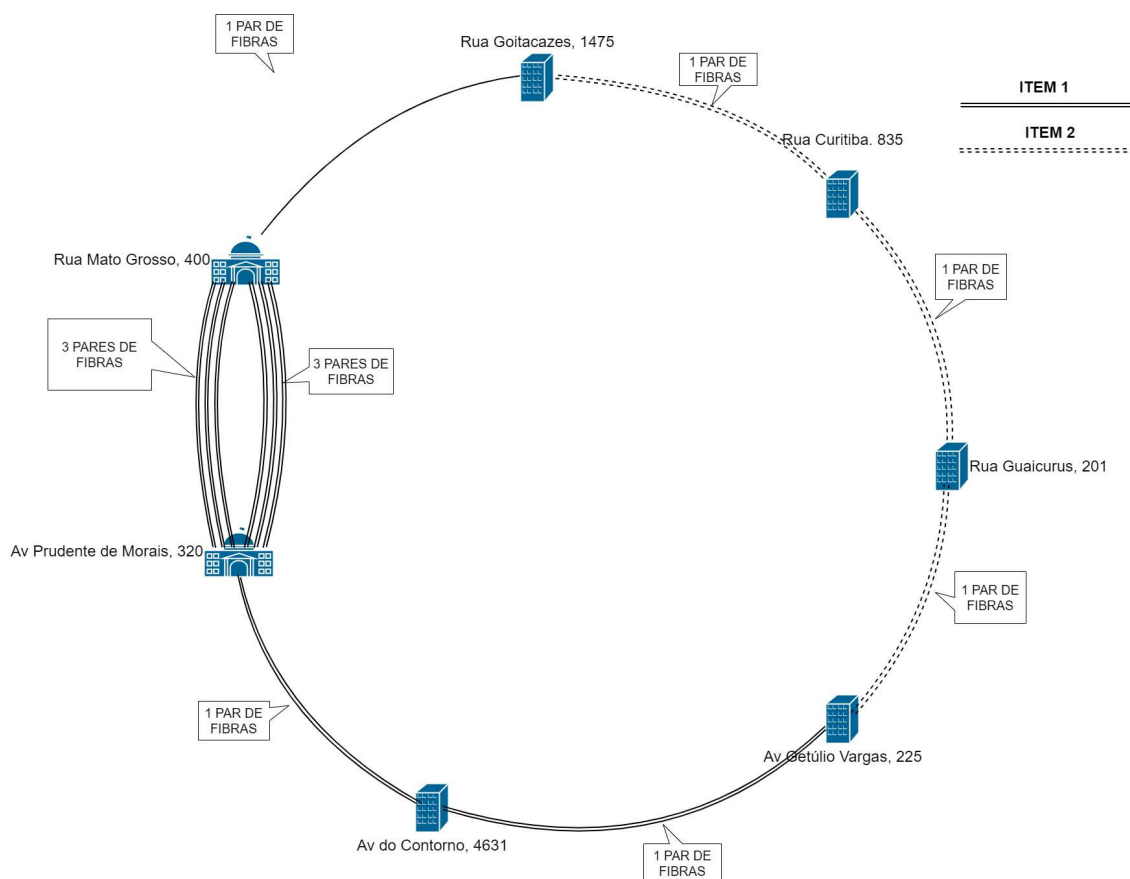 1 PAR DE
FIBRAS
Rua Goitacazes, 1475
1 PAR DE
FIBRAS
ITEM 1
ITEM 2
Rua Curitiba. 835
Rua Mato Grosso, 400
1 PAR DE
FIBRAS
3 PARES DE
FIBRAS
3 PARES DE
FIBRAS
Rua Guaicurus, 201
Av Prudente de Morais, 320
1 PAR DE
FIBRAS
1 PAR DE
FIBRAS
Av Getúlio Vargas, 225
Av do Contorno, 4631
1 PAR DE
FIBRAS